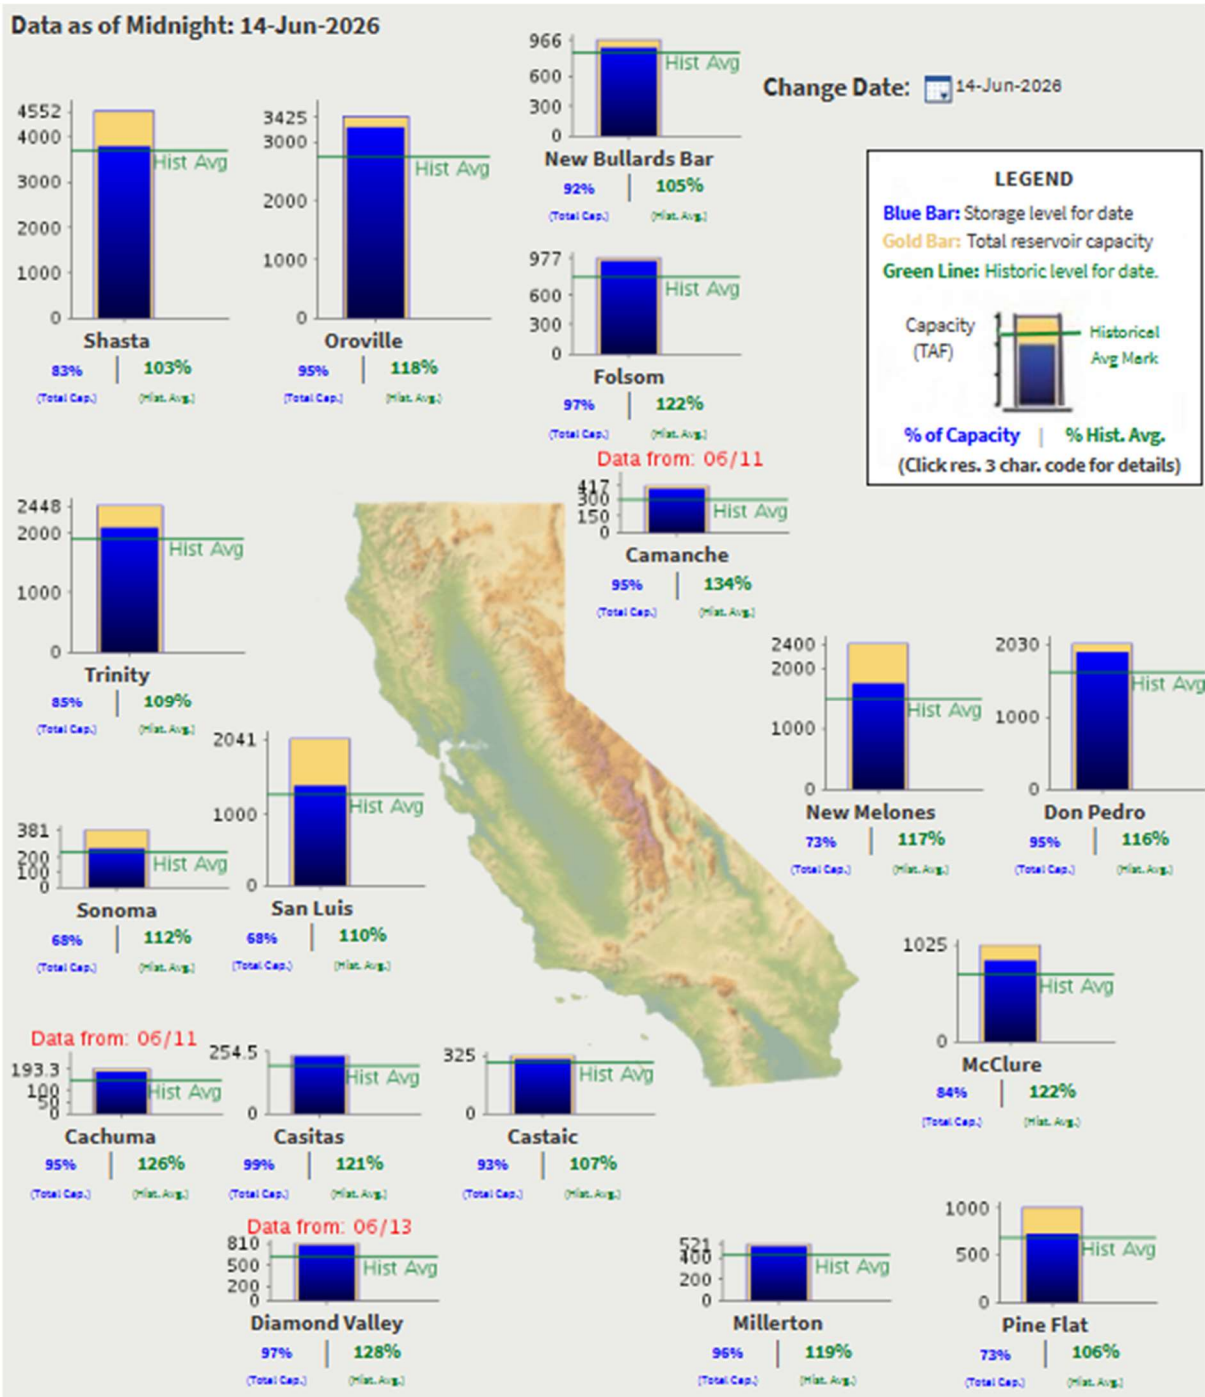 Data as of Midnight: 14-Jun-2026
Change Date: 14-Jun-2026
4552
4000
3000
2000
1000
0
Hist Avg
Shasta
83% | 103%
(Total Cap.) (Hist. Avg.)
3425
3000
2000
1000
0
Hist Avg
Oroville
95% | 118%
(Total Cap.) (Hist. Avg.)
966
600
300
0
Hist Avg
New Bullards Bar
92% | 105%
(Total Cap.) (Hist. Avg.)
977
600
300
0
Hist Avg
Folsom
97% | 122%
(Total Cap.) (Hist. Avg.)
LEGEND
Blue Bar: Storage level for date
Gold Bar: Total reservoir capacity
Green Line: Historic level for date.
Capacity
(TAF)
Historical
Avg Mark
% of Capacity | % Hist. Avg.
(Click res. 3 char. code for details)
Data from: 06/11
417
300
150
0
Hist Avg
Camanche
95% | 134%
(Total Cap.) (Hist. Avg.)
2448
2000
1000
0
Hist Avg
Trinity
85% | 109%
(Total Cap.) (Hist. Avg.)
2400
2000
1000
0
Hist Avg
New Melones
73% | 117%
(Total Cap.) (Hist. Avg.)
2030
1000
0
Hist Avg
Don Pedro
95% | 116%
(Total Cap.) (Hist. Avg.)
381
200
100
0
Hist Avg
Sonoma
68% | 112%
(Total Cap.) (Hist. Avg.)
2041
1000
0
Hist Avg
San Luis
68% | 110%
(Total Cap.) (Hist. Avg.)
1025
0
Hist Avg
McClure
84% | 122%
(Total Cap.) (Hist. Avg.)
Data from: 06/11
193.3
100
50
0
Hist Avg
Cachuma
95% | 126%
(Total Cap.) (Hist. Avg.)
254.5
0
Hist Avg
Casitas
99% | 121%
(Total Cap.) (Hist. Avg.)
325
0
Hist Avg
Castaic
93% | 107%
(Total Cap.) (Hist. Avg.)
Data from: 06/13
810
500
200
0
Hist Avg
Diamond Valley
97% | 128%
(Total Cap.) (Hist. Avg.)
521
400
200
0
Hist Avg
Millerton
96% | 119%
(Total Cap.) (Hist. Avg.)
1000
500
0
Hist Avg
Pine Flat
73% | 106%
(Total Cap.) (Hist. Avg.)